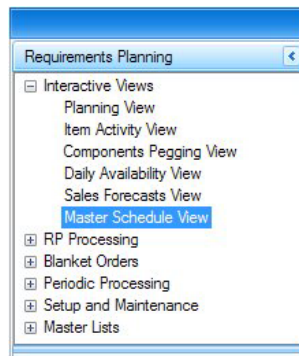 Requirements Planning
Interactive Views
Planning View
Item Activity View
Components Pegging View
Daily Availability View
Sales Forecasts View
Master Schedule View
RP Processing
Blanket Orders
Periodic Processing
Setup and Maintenance
Master Lists